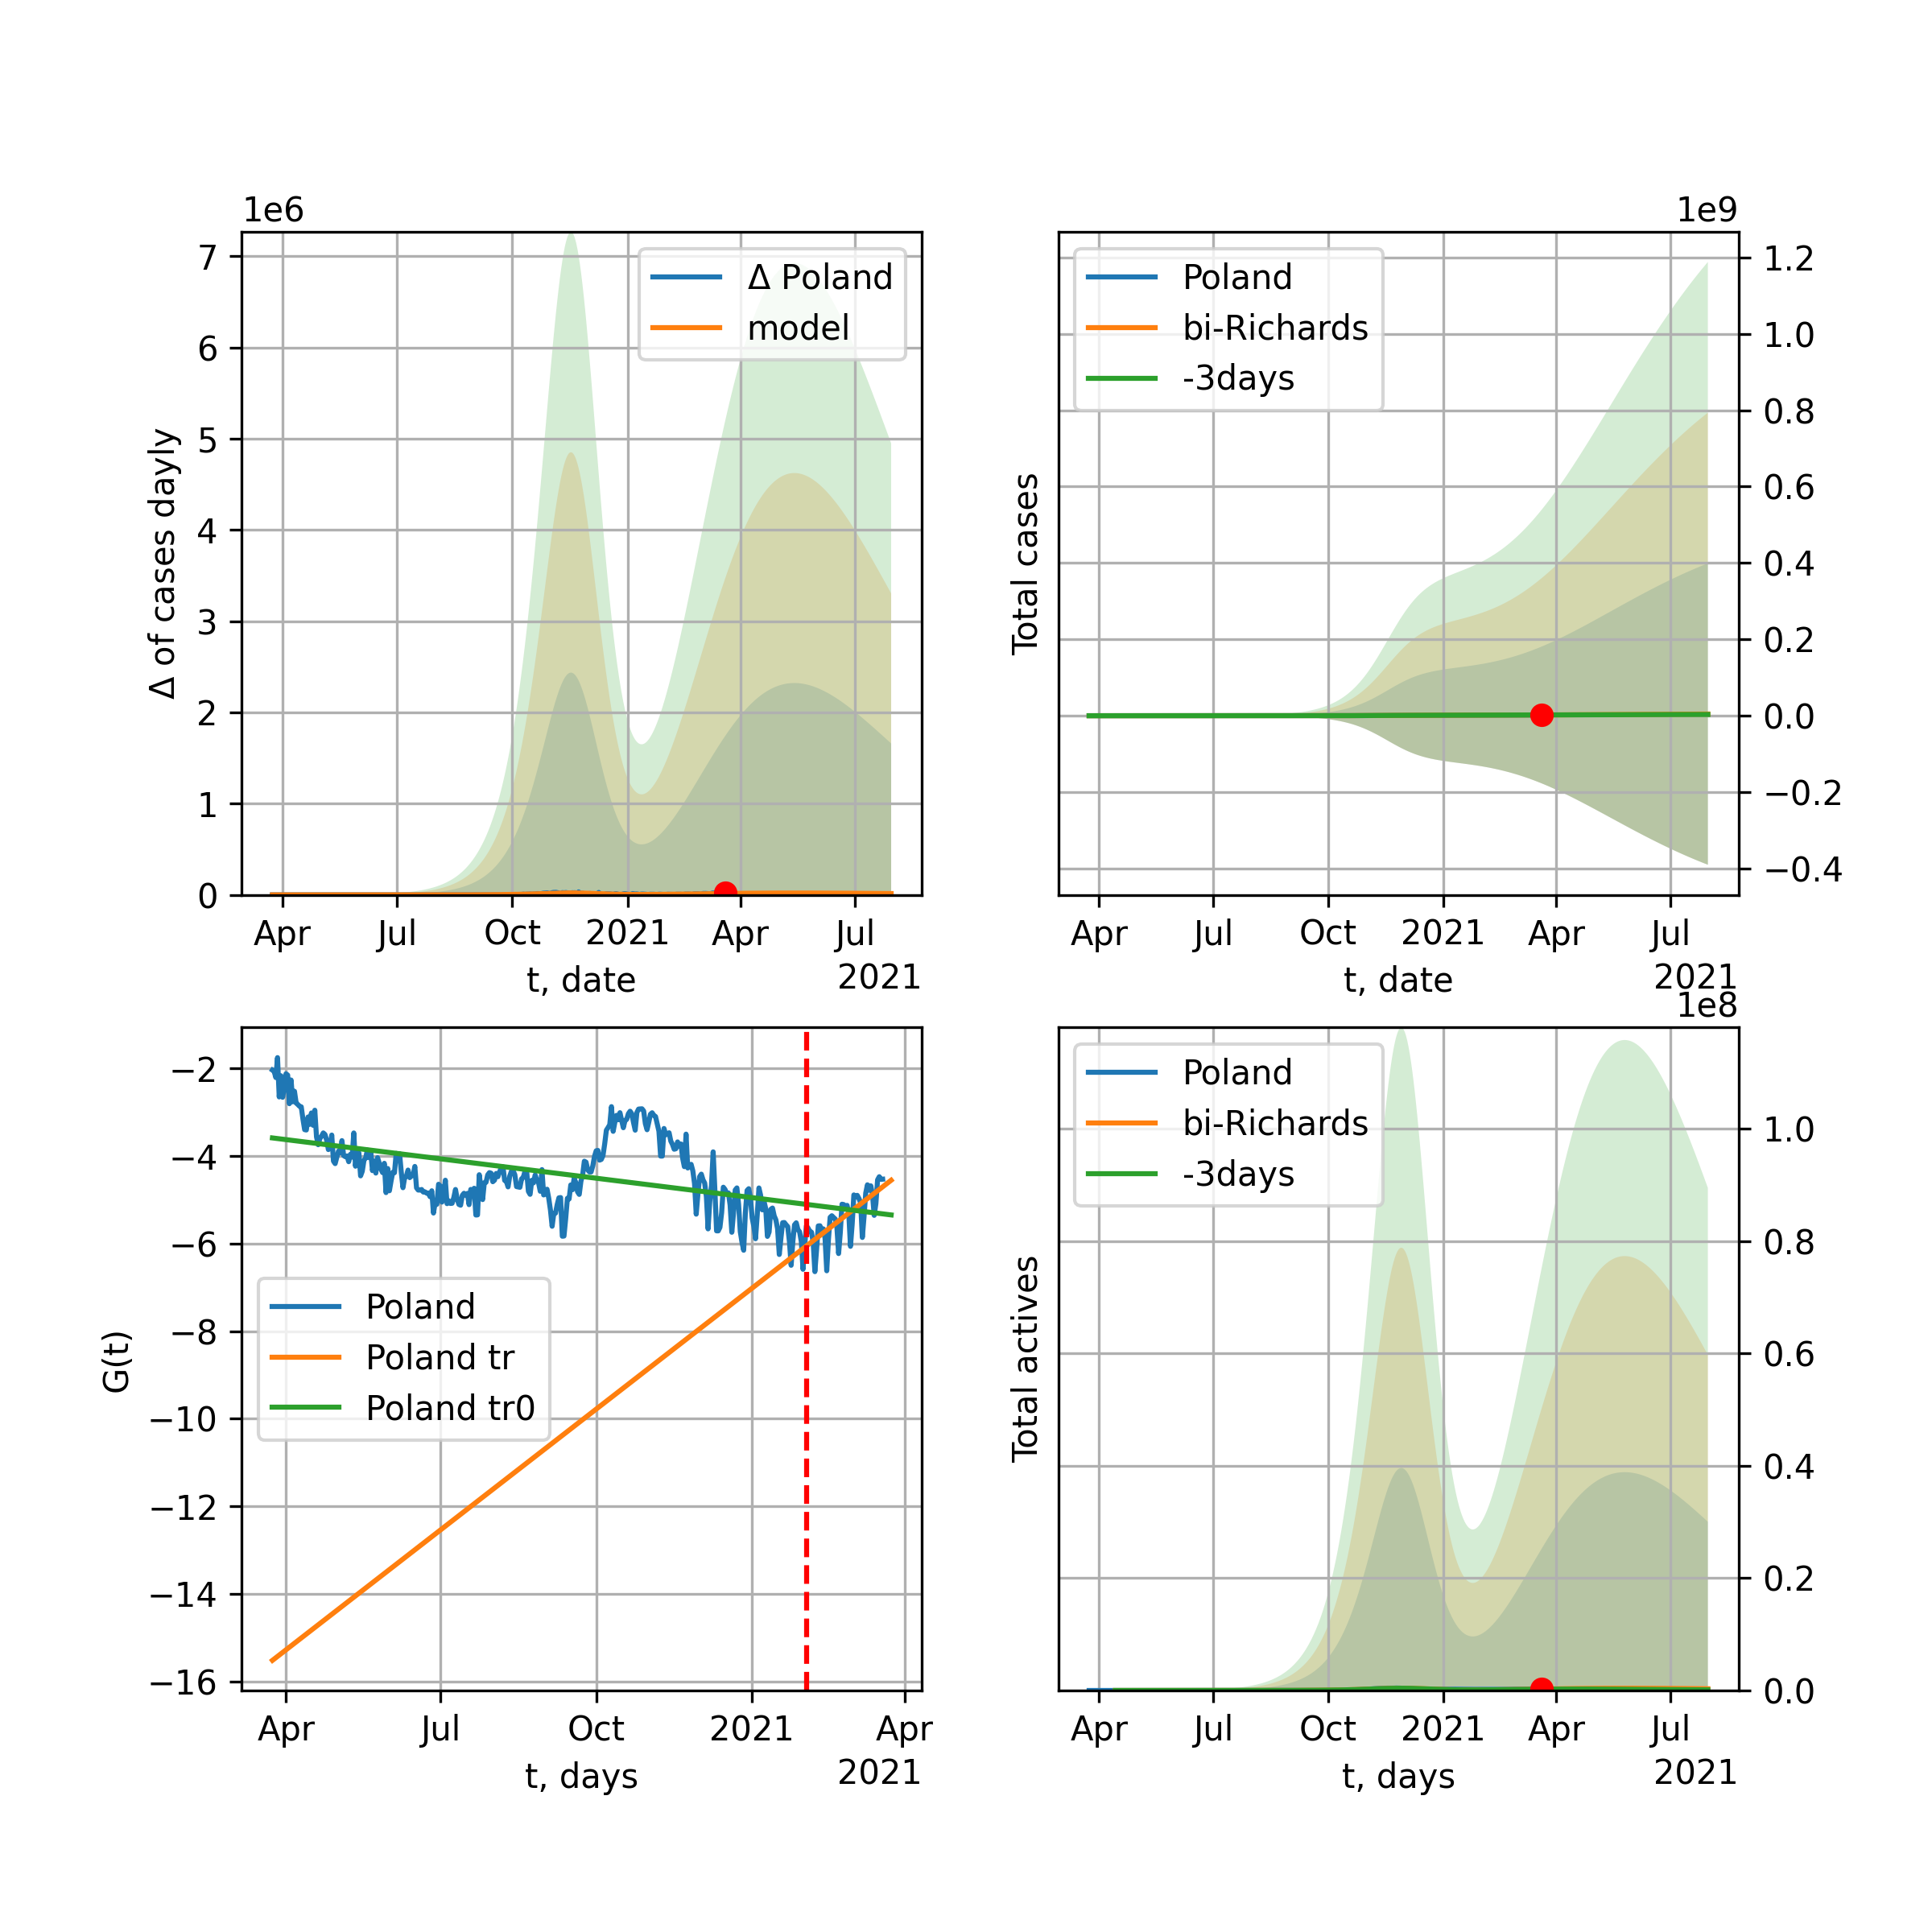 1e6
7
6
5
4
3
2
1
0
Δ of cases dayly
Δ Poland
model
Apr Jul Oct 2021 Apr Jul
t, date
2021
1e9
1.2
1.0
0.8
0.6
0.4
0.2
0.0
−0.2
−0.4
Total cases
Poland
bi-Richards
-3days
Apr Jul Oct 2021 Apr Jul
t, date
2021
−2
−4
−6
−8
−10
−12
−14
−16
G(t)
Poland
Poland tr
Poland tr0
Apr Jul Oct 2021 Apr
t, days
2021
1e8
1.0
0.8
0.6
0.4
0.2
0.0
Total actives
Poland
bi-Richards
-3days
Apr Jul Oct 2021 Apr Jul
t, days
2021